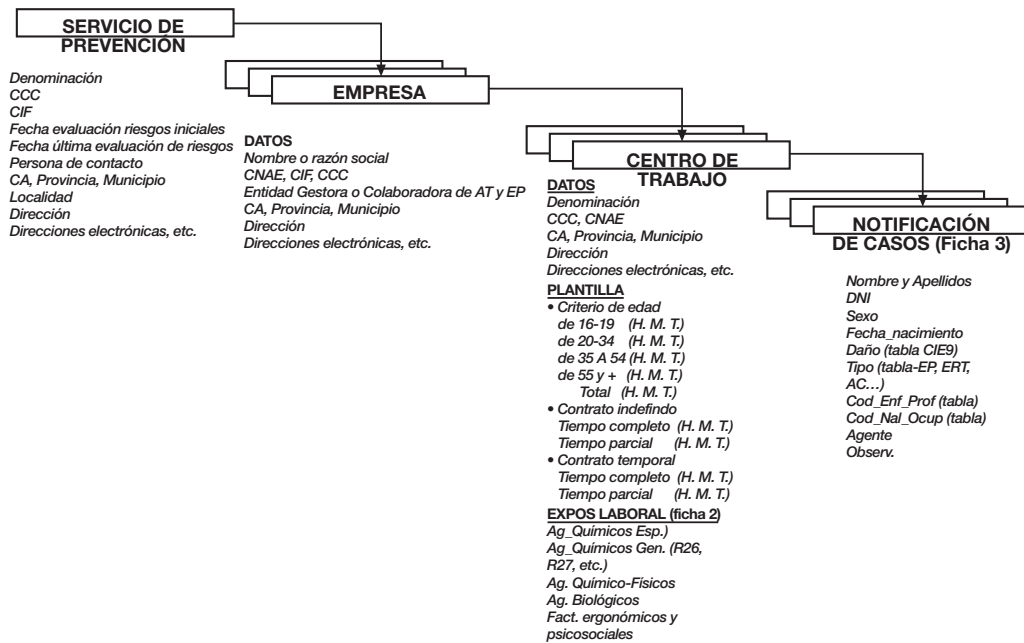 SERVICIO DE
PREVENCIÓN
Denominación
CCC
CIF
Fecha evaluación riesgos iniciales
Fecha última evaluación de riesgos
Persona de contacto
CA, Provincia, Municipio
Localidad
Dirección
Direcciones electrónicas, etc.
EMPRESA
DATOS
Nombre o razón social
CNAE, CIF, CCC
Entidad Gestora o Colaboradora de AT y EP
CA, Provincia, Municipio
Dirección
Direcciones electrónicas, etc.
CENTRO DE
TRABAJO
DATOS
Denominación
CCC, CNAE
CA, Provincia, Municipio
Dirección
Direcciones electrónicas, etc.
PLANTILLA
• Criterio de edad
de 16-19 (H. M. T.)
de 20-34 (H. M. T.)
de 35 A 54 (H. M. T.)
de 55 y + (H. M. T.)
Total (H. M. T.)
• Contrato indefindo
Tiempo completo (H. M. T.)
Tiempo parcial (H. M. T.)
• Contrato temporal
Tiempo completo (H. M. T.)
Tiempo parcial (H. M. T.)
EXPOS LABORAL (ficha 2)
Ag_Químicos Esp.)
Ag_Químicos Gen. (R26,
R27, etc.)
Ag. Químico-Físicos
Ag. Biológicos
Fact. ergonómicos y
psicosociales
NOTIFICACIÓN
DE CASOS (Ficha 3)
Nombre y Apellidos
DNI
Sexo
Fecha_nacimiento
Daño (tabla CIE9)
Tipo (tabla-EP, ERT,
AC…)
Cod_Enf_Prof (tabla)
Cod_Nal_Ocup (tabla)
Agente
Observ.